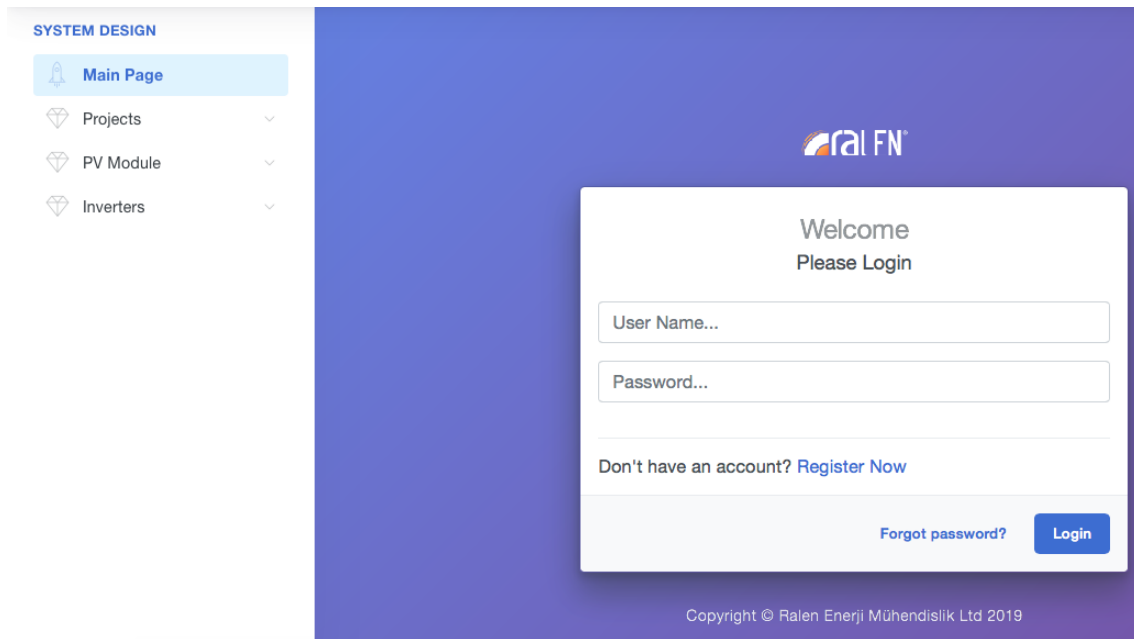 SYSTEM DESIGN
Main Page
Projects
PV Module
Inverters
Welcome
Please Login
User Name...
Password...
Don't have an account? Register Now
Forgot password? Login
Copyright © Ralen Enerji Mühendislik Ltd 2019